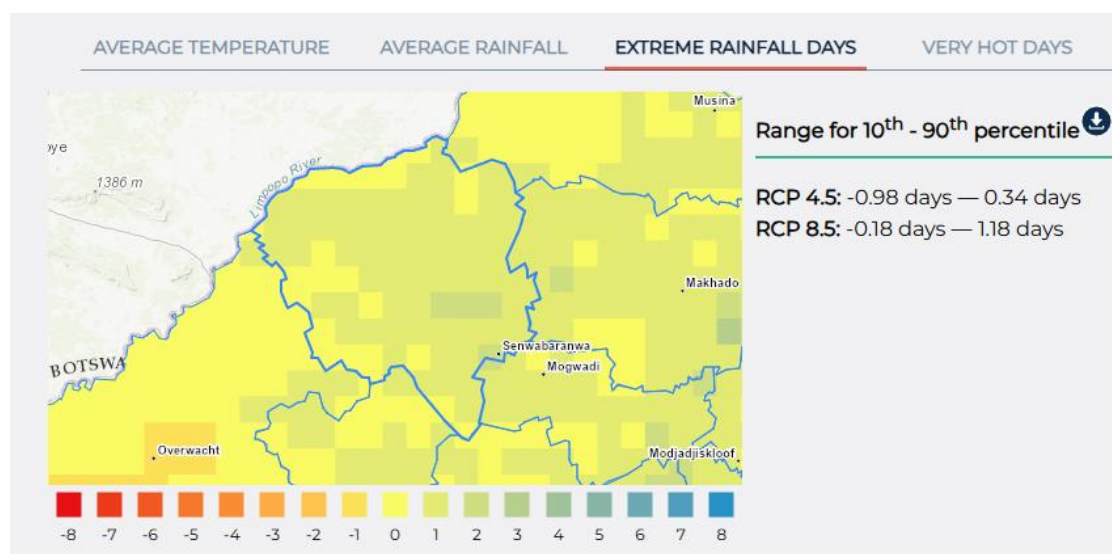 AVERAGE TEMPERATURE
AVERAGE RAINFALL
EXTREME RAINFALL DAYS
VERY HOT DAYS
Musina
oye
1386 m
Limpopo River
Makhado
Senwabaranwa
Mogwadi
BOTSWA
Overwacht
Modjadjiskloof
-8 -7 -6 -5 -4 -3 -2 -1 0 1 2 3 4 5 6 7 8
Range for 10th - 90th percentile
RCP 4.5: -0.98 days — 0.34 days
RCP 8.5: -0.18 days — 1.18 days